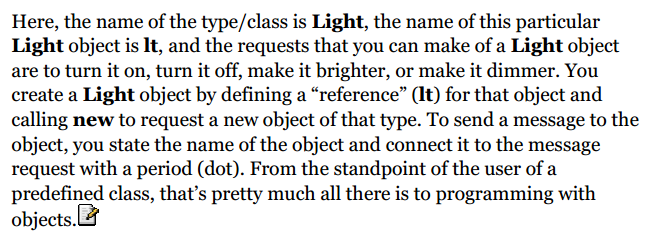 Here, the name of the type/class is Light, the name of this particular
Light object is lt, and the requests that you can make of a Light object
are to turn it on, turn it off, make it brighter, or make it dimmer. You
create a Light object by defining a “reference” (lt) for that object and
calling new to request a new object of that type. To send a message to the
object, you state the name of the object and connect it to the message
request with a period (dot). From the standpoint of the user of a
predefined class, that’s pretty much all there is to programming with
objects.